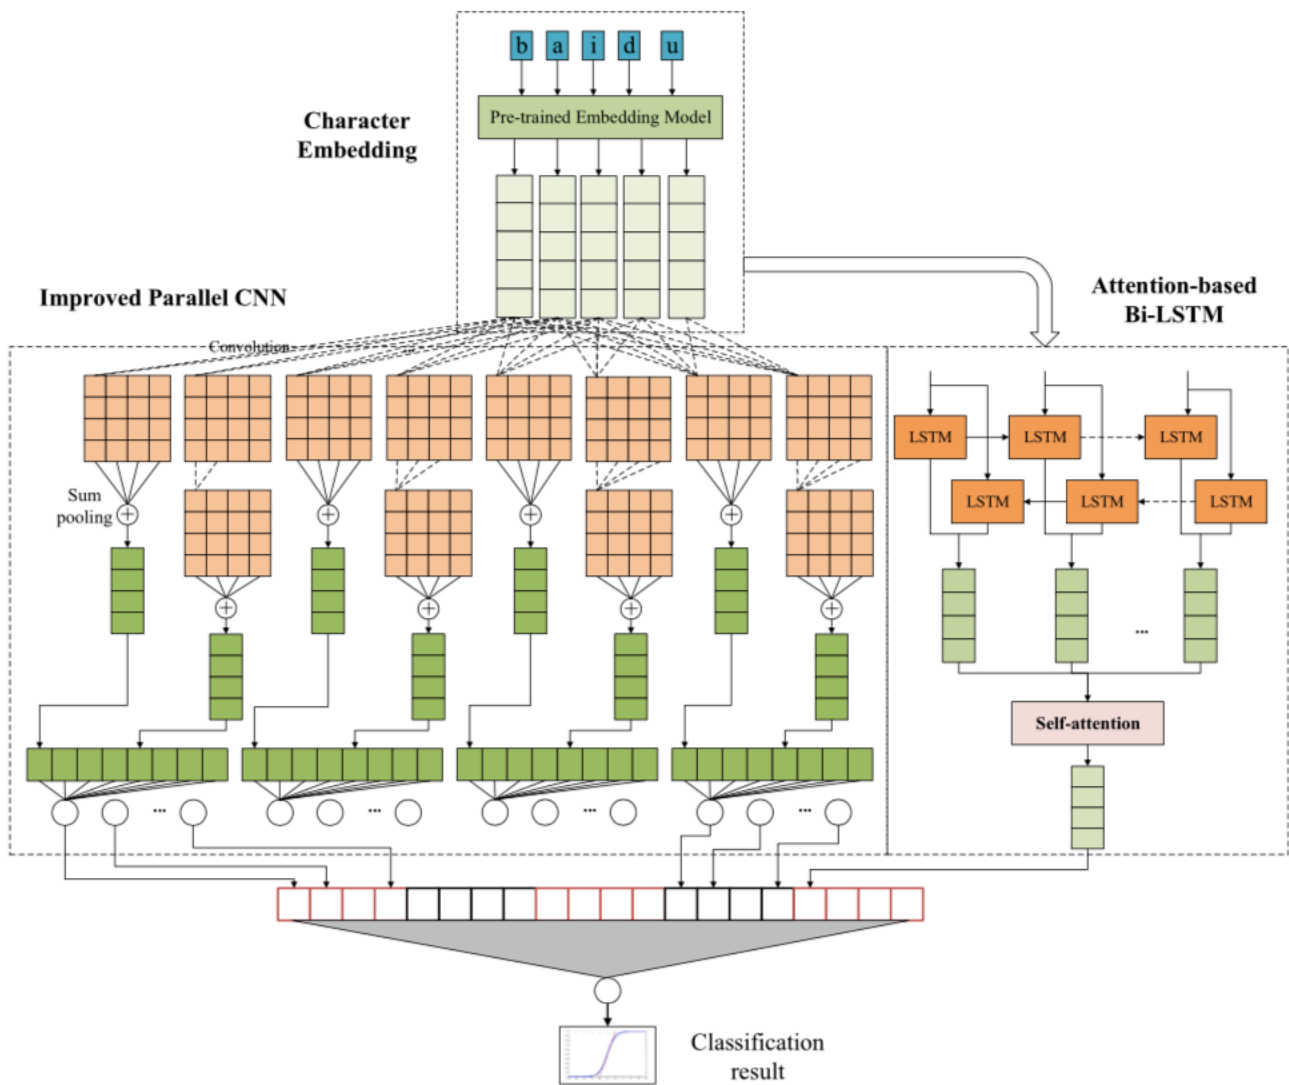 b a i d u
Pre-trained Embedding Model
Character
Embedding
Improved Parallel CNN
Attention-based
Bi-LSTM
Convolution
...
Sum
pooling
LSTM LSTM LSTM
LSTM LSTM LSTM
...
Self-attention
... ... ... ...
Classification
result